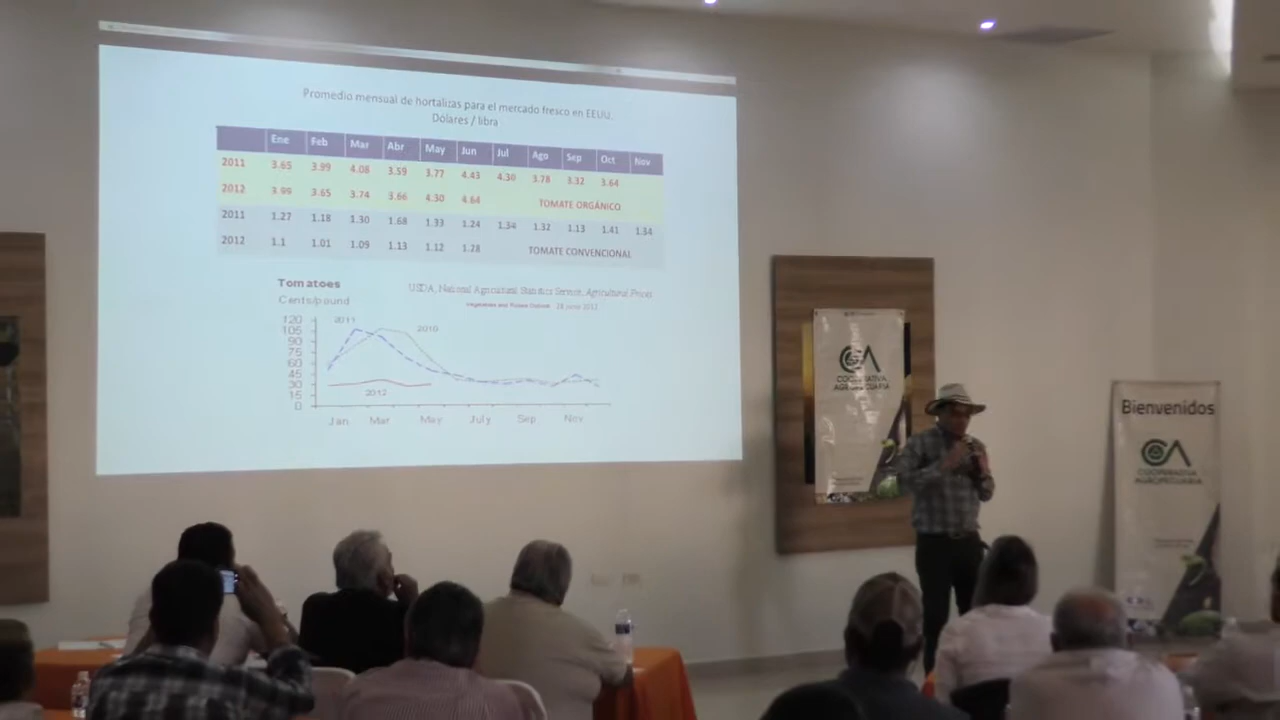 Promedio mensual de hortalizas para el mercado fresco en EEUU.
Dólares / libra
Ene Feb Mar Abr May Jun Jul Ago Sep Oct Nov
2011 3.65 3.99 4.08 3.59 3.77 4.43 4.30 3.78 3.32 3.64
2012 3.99 3.65 3.74 3.66 4.30 4.64 TOMATE ORGÁNICO
2011 1.27 1.18 1.30 1.68 1.33 1.24 1.34 1.32 1.13 1.41 1.34
2012 1.1 1.01 1.09 1.13 1.12 1.28 TOMATE CONVENCIONAL
Tomatoes
Cents/pound
USDA, National Agricultural Statistics Service, Agricultural Prices
120
105
90
75
60
45
30
15
0
2011
2010
2012
Jan Mar May July Sep Nov
COOPERATIVA
AGROPECUARIA
Bienvenidos
COOPERATIVA
AGROPECUARIA